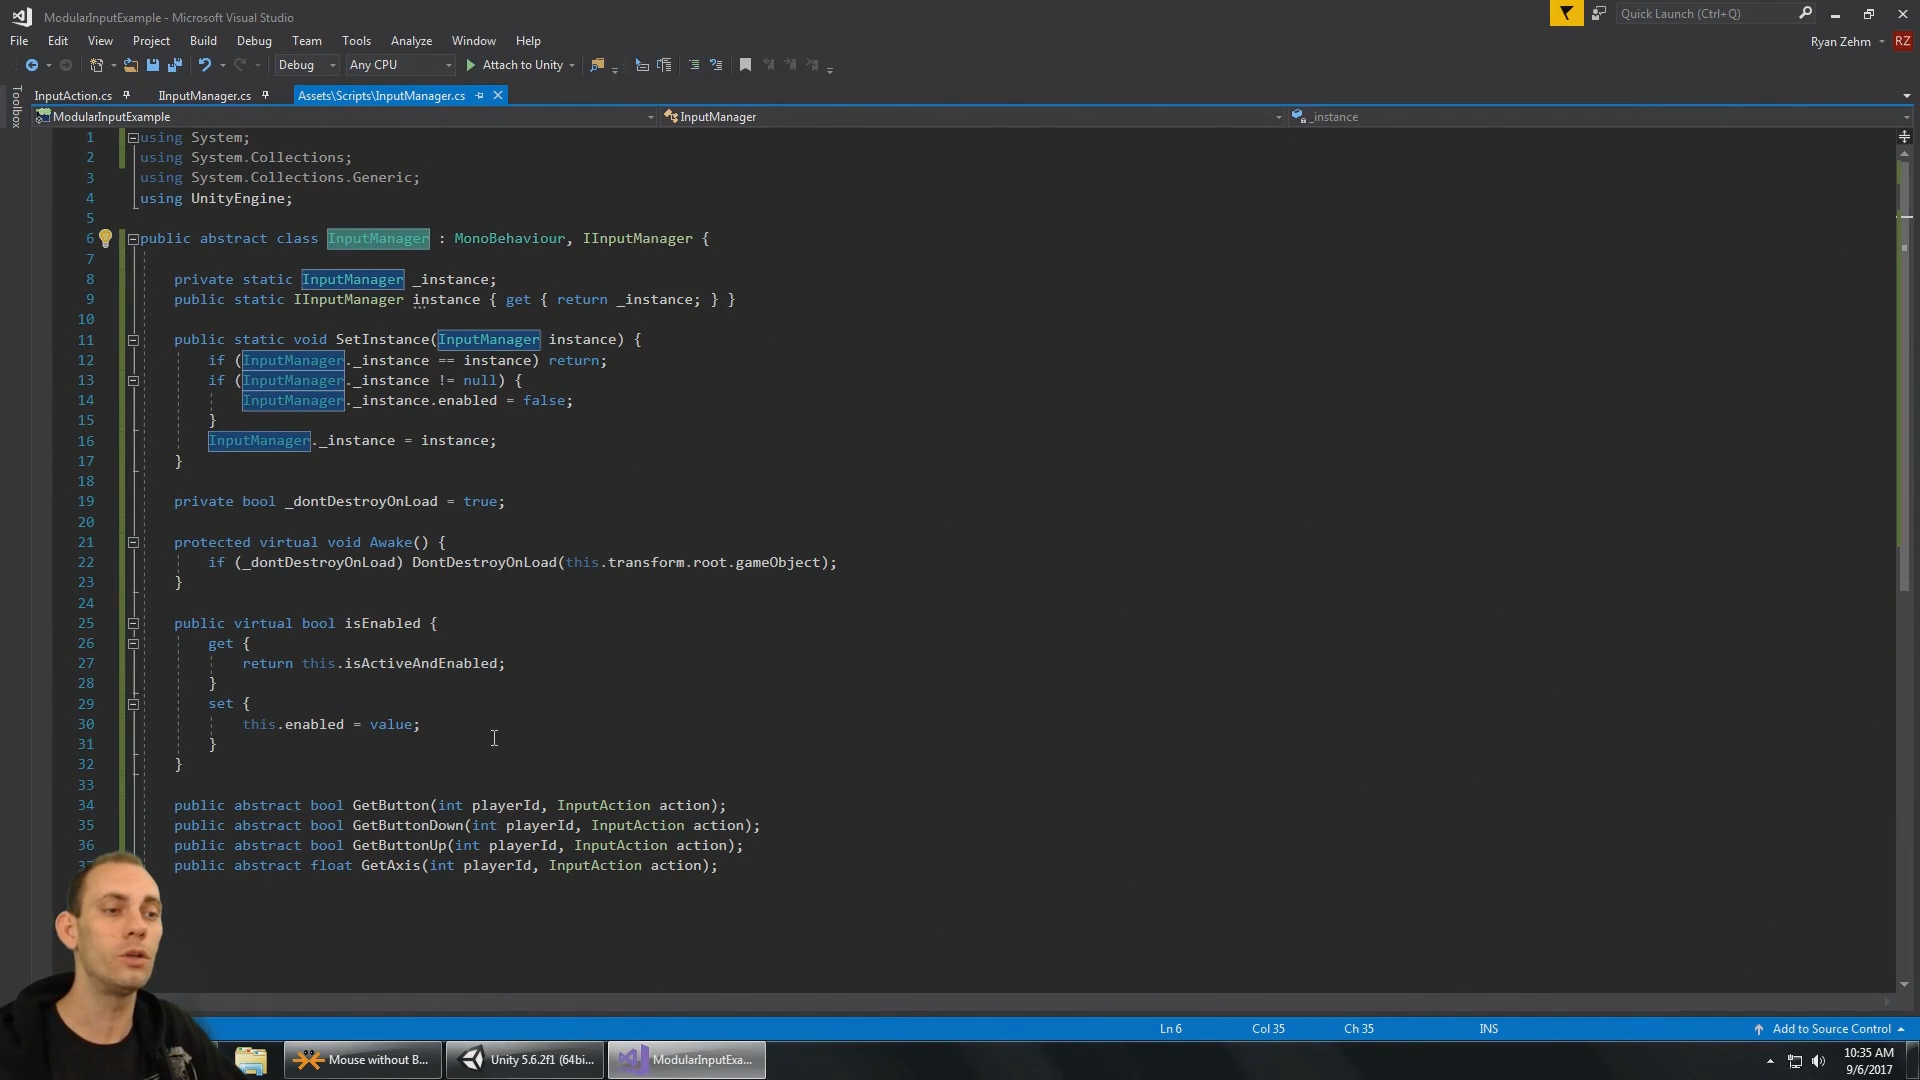 ModularInputExample - Microsoft Visual Studio
Quick Launch (Ctrl+Q)
File Edit View Project Build Debug Team Tools Analyze Window Help
Ryan Zehm RZ
Debug Any CPU Attach to Unity
Toolbox
InputAction.cs IInputManager.cs Assets\Scripts\InputManager.cs
ModularInputExample InputManager _instance
1 using System;
2 using System.Collections;
3 using System.Collections.Generic;
4 using UnityEngine;
5
6 public abstract class InputManager : MonoBehaviour, IInputManager {
7
8 private static InputManager _instance;
9 public static IInputManager instance { get { return _instance; } }
10
11 public static void SetInstance(InputManager instance) {
12 if (InputManager._instance == instance) return;
13 if (InputManager._instance != null) {
14 InputManager._instance.enabled = false;
15 }
16 InputManager._instance = instance;
17 }
18
19 private bool _dontDestroyOnLoad = true;
20
21 protected virtual void Awake() {
22 if (_dontDestroyOnLoad) DontDestroyOnLoad(this.transform.root.gameObject);
23 }
24
25 public virtual bool isEnabled {
26 get {
27 return this.isActiveAndEnabled;
28 }
29 set {
30 this.enabled = value;
31 }
32 }
33
34 public abstract bool GetButton(int playerId, InputAction action);
35 public abstract bool GetButtonDown(int playerId, InputAction action);
36 public abstract bool GetButtonUp(int playerId, InputAction action);
37 public abstract float GetAxis(int playerId, InputAction action);
Ln 6 Col 35 Ch 35 INS Add to Source Control
Mouse without B... Unity 5.6.2f1 (64bi... ModularInputExa...
10:35 AM
9/6/2017